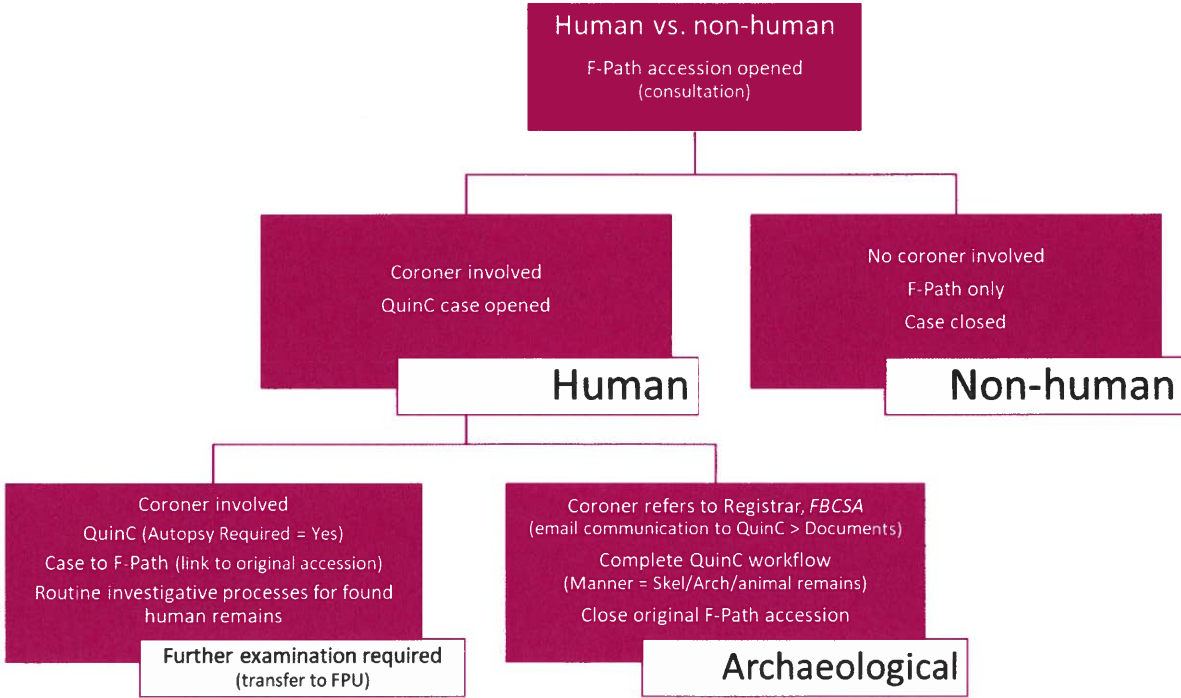 Human vs. non-human
F-Path accession opened
(consultation)
Coroner involved
QuinC case opened
Human
No coroner involved
F-Path only
Case closed
Non-human
Coroner involved
QuinC (Autopsy Required = Yes)
Case to F-Path (link to original accession)
Routine investigative processes for found
human remains
Further examination required
(transfer to FPU)
Coroner refers to Registrar, FBCSA
(email communication to QuinC > Documents)
Complete QuinC workflow
(Manner = Skel/Arch/animal remains)
Close original F-Path accession
Archaeological